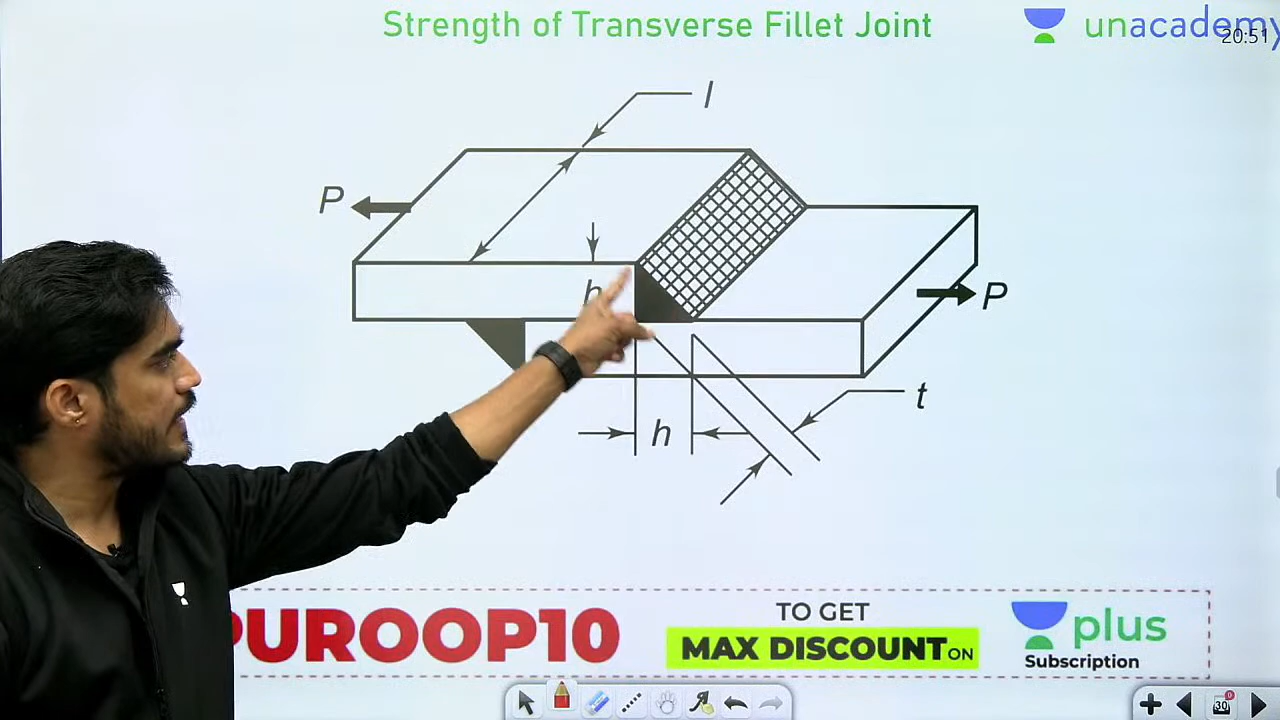 Strength of Transverse Fillet Joint
unacademy
20:51
l
P
h
P
t
h
PUROOP10
TO GET
MAX DISCOUNT ON
plus
Subscription
30